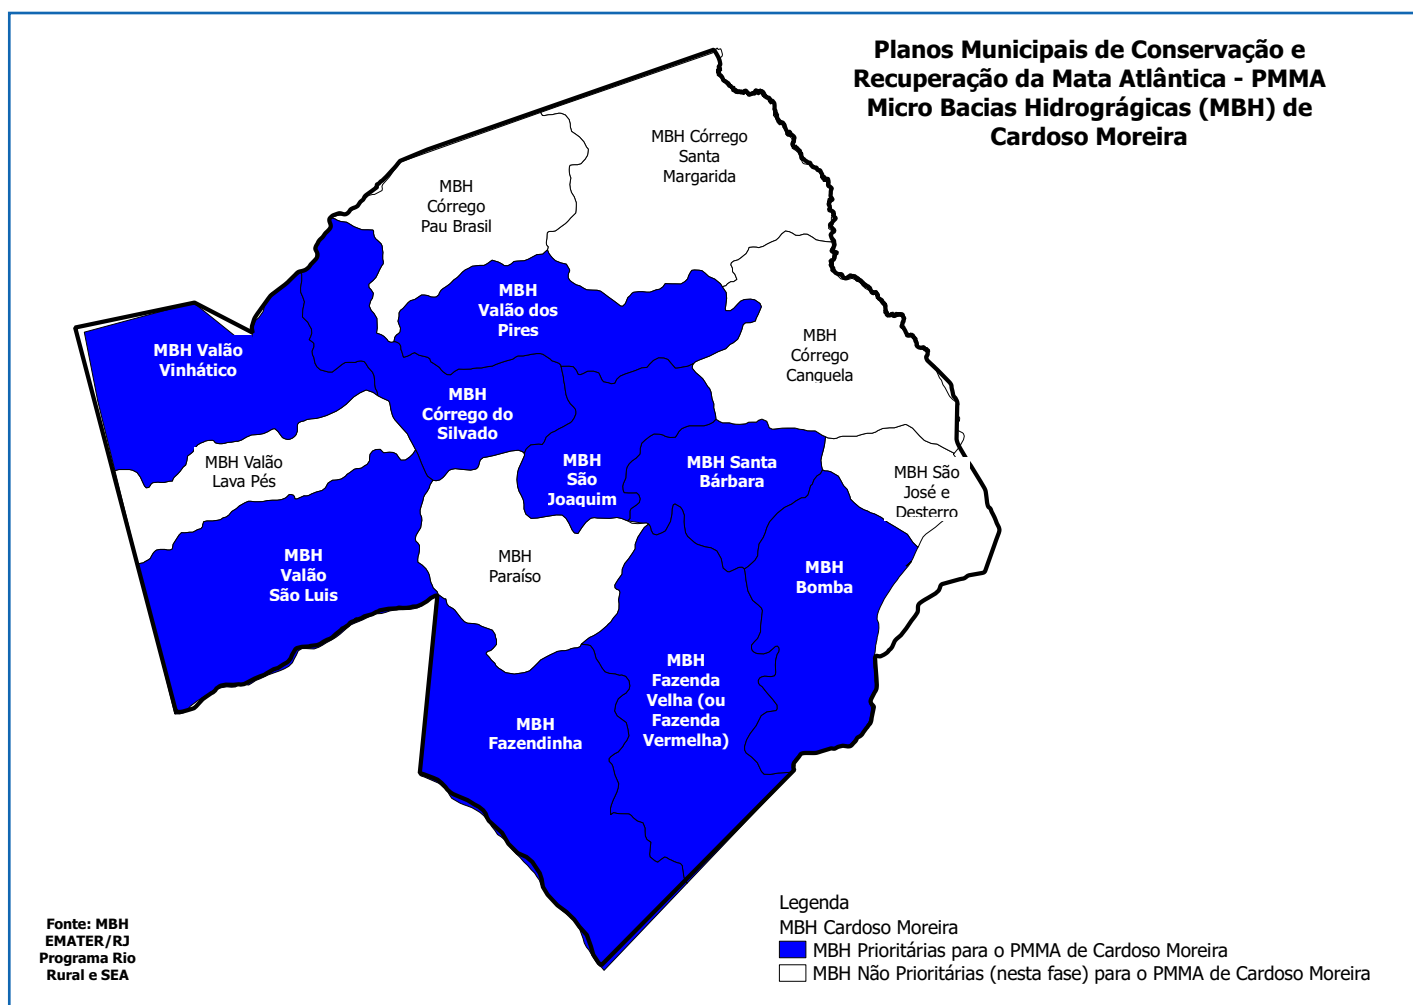 Planos Municipais de Conservação e
Recuperação da Mata Atlântica - PMMA
Micro Bacias Hidrográgicas (MBH) de
Cardoso Moreira
MBH Córrego
Santa
Margarida
MBH
Córrego
Pau Brasil
MBH
Valão dos
Pires
MBH
Córrego
Canguela
MBH Valão
Vinhático
MBH
Córrego do
Silvado
MBH Valão
Lava Pés
MBH
São
Joaquim
MBH Santa
Bárbara
MBH São
José e
Desterro
MBH
Valão
São Luis
MBH
Paraíso
MBH
Bomba
MBH
Fazenda
Velha (ou
Fazenda
Vermelha)
MBH
Fazendinha
Fonte: MBH
EMATER/RJ
Programa Rio
Rural e SEA
Legenda
MBH Cardoso Moreira
MBH Prioritárias para o PMMA de Cardoso Moreira
MBH Não Prioritárias (nesta fase) para o PMMA de Cardoso Moreira